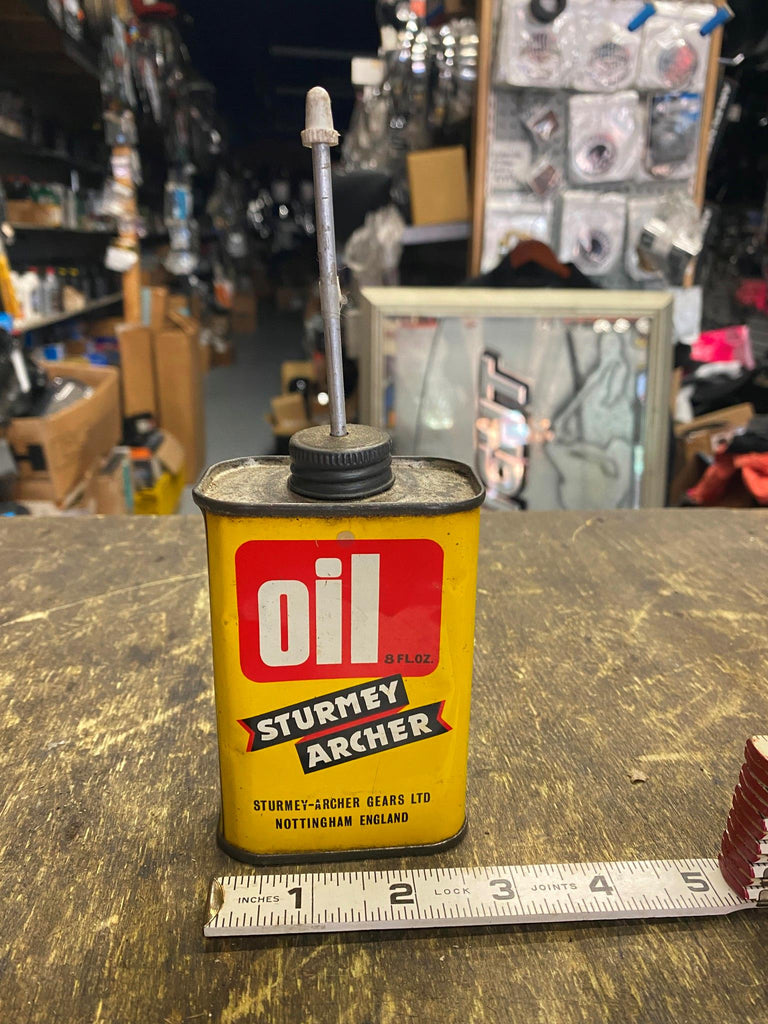 oil
8 FL.OZ.
STURMEY
ARCHER
STURMEY-ARCHER GEARS LTD
NOTTINGHAM ENGLAND
INCHES 1 2 LOCK 3 JOINTS 4 5